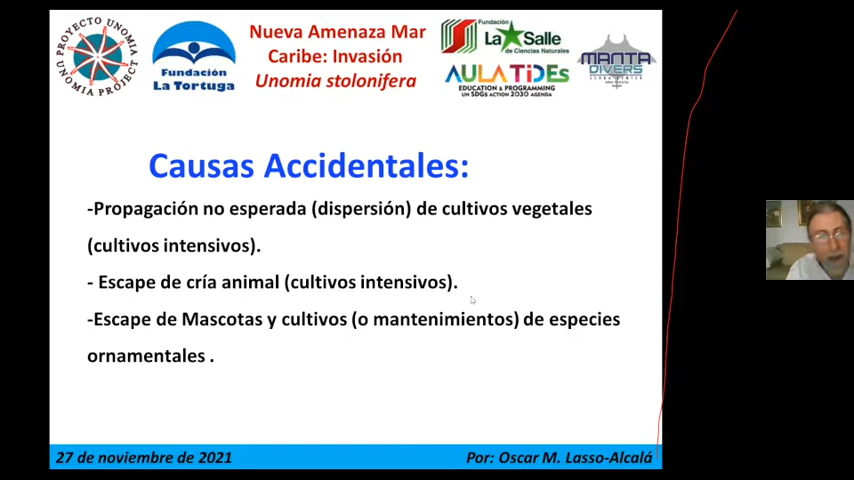 PROYECTO UNOMIA
UNOMIA PROJECT
Fundación
La Tortuga
Nueva Amenaza Mar
Caribe: Invasión
Unomia stolonifera
Fundación
La Salle
de Ciencias Naturales
AULATiDEs
EDUCATION & PROGRAMMING
UN SDGs ACTION 2030 AGENDA
MANTA
DIVERS
Causas Accidentales:
-Propagación no esperada (dispersión) de cultivos vegetales
(cultivos intensivos).
- Escape de cría animal (cultivos intensivos).
-Escape de Mascotas y cultivos (o mantenimientos) de especies
ornamentales .
27 de noviembre de 2021
Por: Oscar M. Lasso-Alcalá